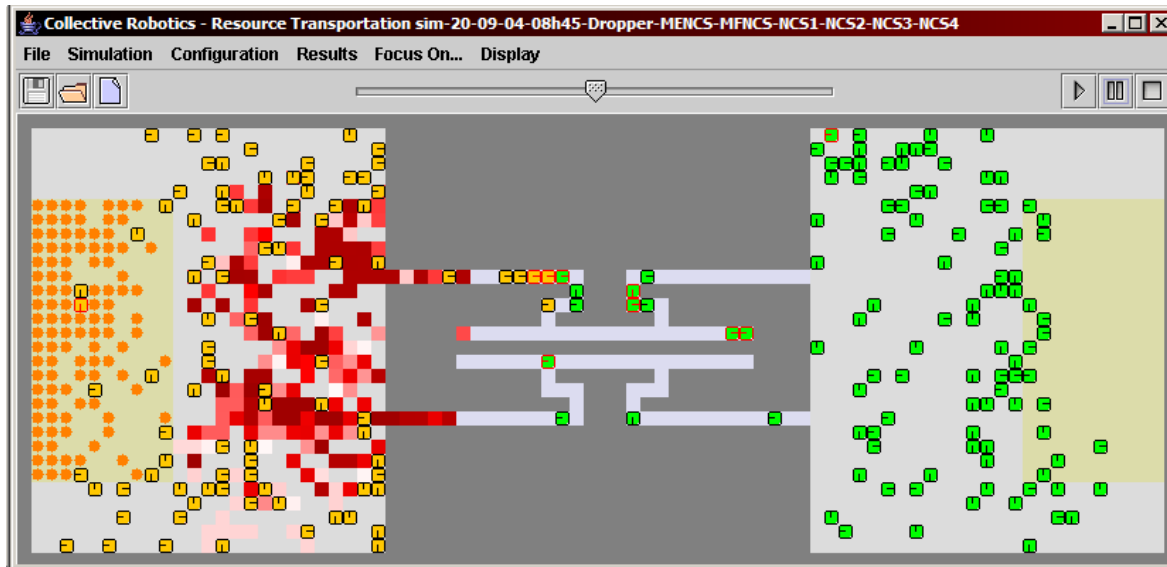 Collective Robotics - Resource Transportation sim-20-09-04-08h45-Dropper-MENCS-MFNCS-NCS1-NCS2-NCS3-NCS4
File Simulation Configuration Results Focus On... Display